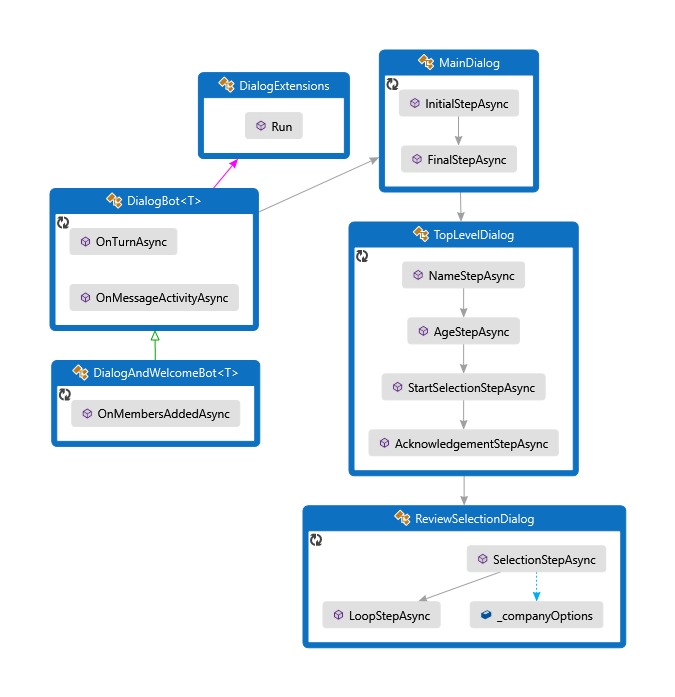 MainDialog
InitialStepAsync
FinalStepAsync
DialogExtensions
Run
DialogBot<T>
OnTurnAsync
OnMessageActivityAsync
DialogAndWelcomeBot<T>
OnMembersAddedAsync
TopLevelDialog
NameStepAsync
AgeStepAsync
StartSelectionStepAsync
AcknowledgementStepAsync
ReviewSelectionDialog
SelectionStepAsync
LoopStepAsync
_companyOptions